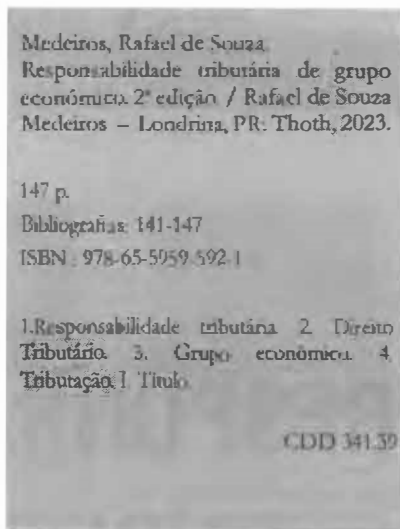 Medeiros, Rafael de Souza.
Responsabilidade tributária de grupo
econômico. 2ª edição / Rafael de Souza
Medeiros – Londrina, PR: Thoth, 2023.
147 p.
Bibliografias: 141-147
ISBN : 978-65-5959-592-1
1.Responsabilidade tributária 2. Direito
Tributário. 3. Grupo econômico. 4.
Tributação. I. Título.
CDD 341.39